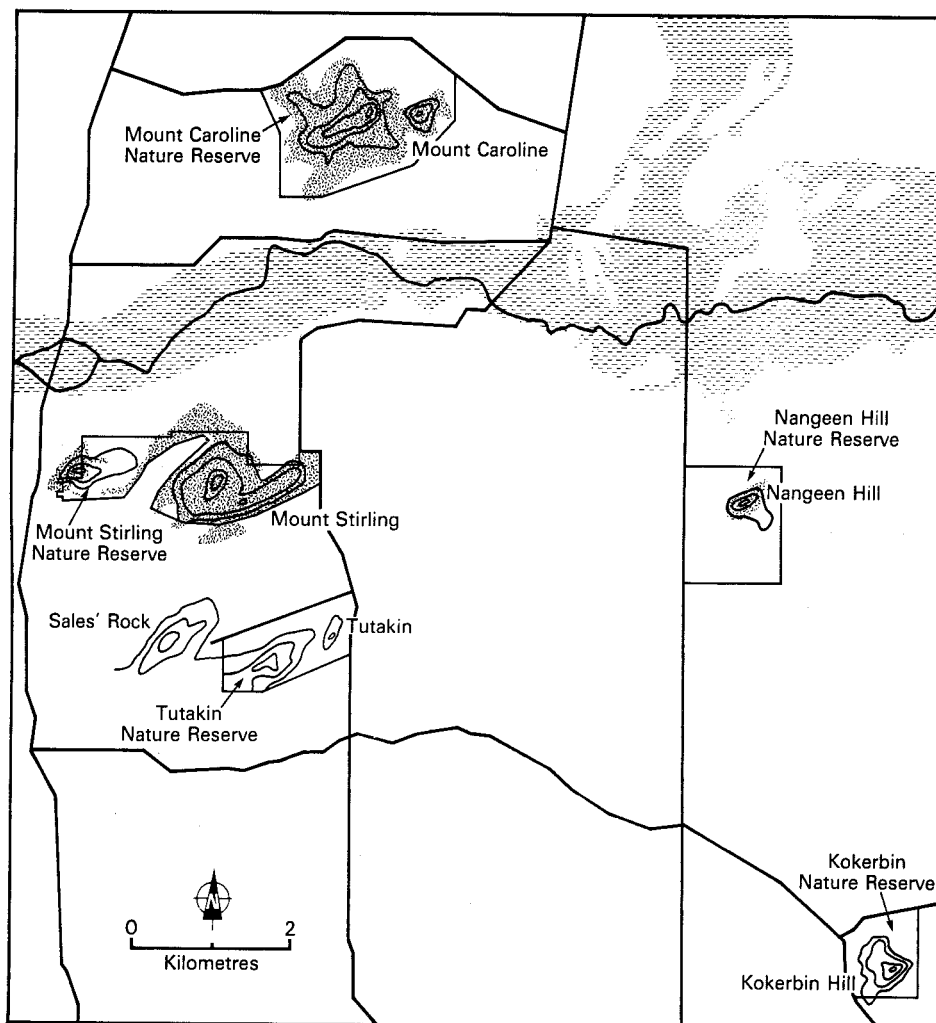 Mount Caroline
Nature Reserve
Mount Caroline
Nangeen Hill
Nature Reserve
Nangeen Hill
Mount Stirling
Mount Stirling
Nature Reserve
Sales' Rock
Tutakin
Tutakin
Nature Reserve
Kokerbin
Nature Reserve
Kokerbin Hill
N
0 2
Kilometres